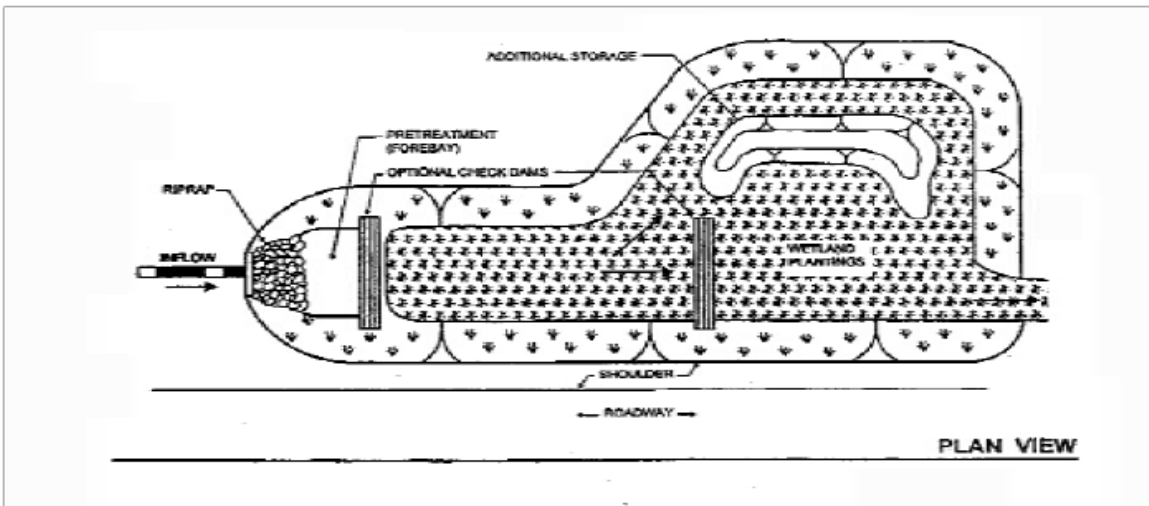 ADDITIONAL STORAGE
PRETREATMENT
(FOREBAY)
OPTIONAL CHECK DAMS
RIPRAP
INFLOW
WETLAND
PLANTINGS
SHOULDER
ROADWAY
PLAN VIEW